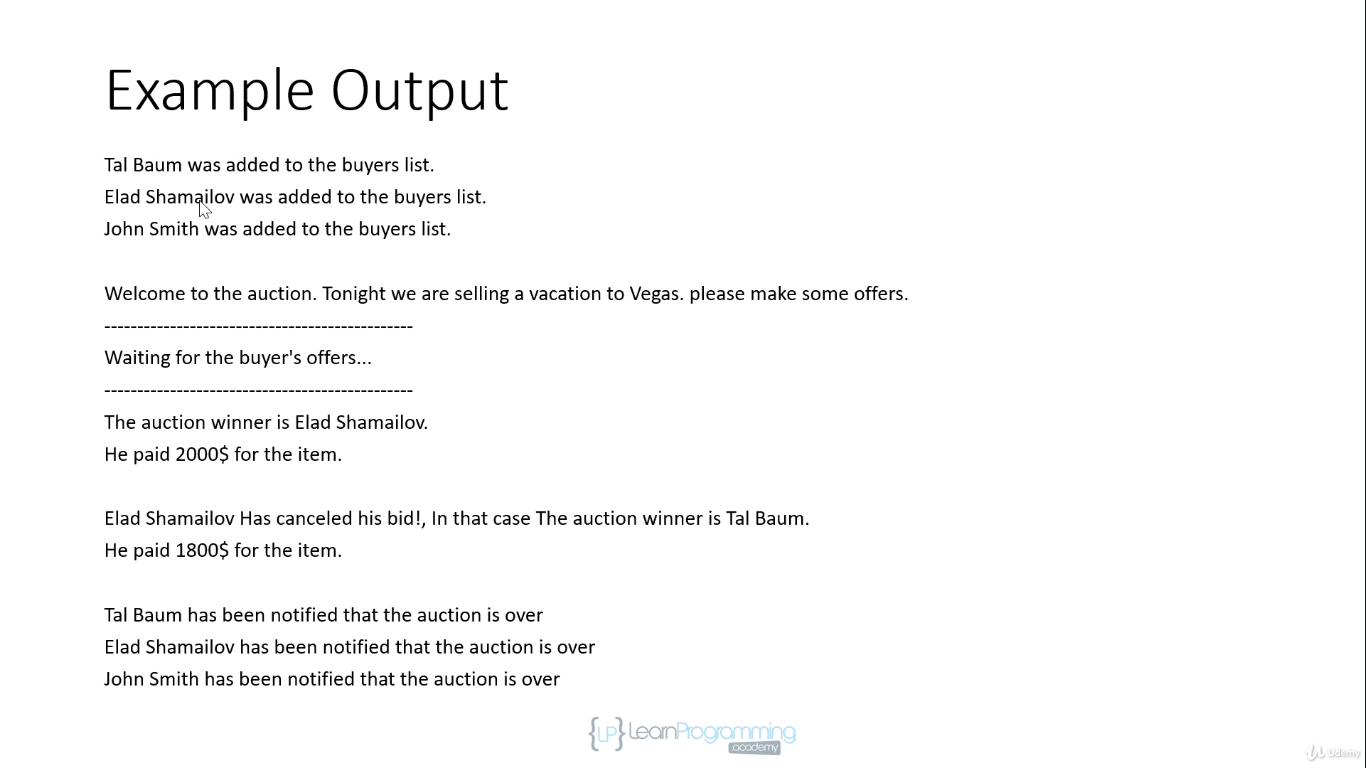 Example Output
Tal Baum was added to the buyers list.
Elad Shamailov was added to the buyers list.
John Smith was added to the buyers list.
Welcome to the auction. Tonight we are selling a vacation to Vegas. please make some offers.
-----------------------------------------------
Waiting for the buyer's offers...
-----------------------------------------------
The auction winner is Elad Shamailov.
He paid 2000$ for the item.
Elad Shamailov Has canceled his bid!, In that case The auction winner is Tal Baum.
He paid 1800$ for the item.
Tal Baum has been notified that the auction is over
Elad Shamailov has been notified that the auction is over
John Smith has been notified that the auction is over
{LP} LearnProgramming
.academy
Udemy